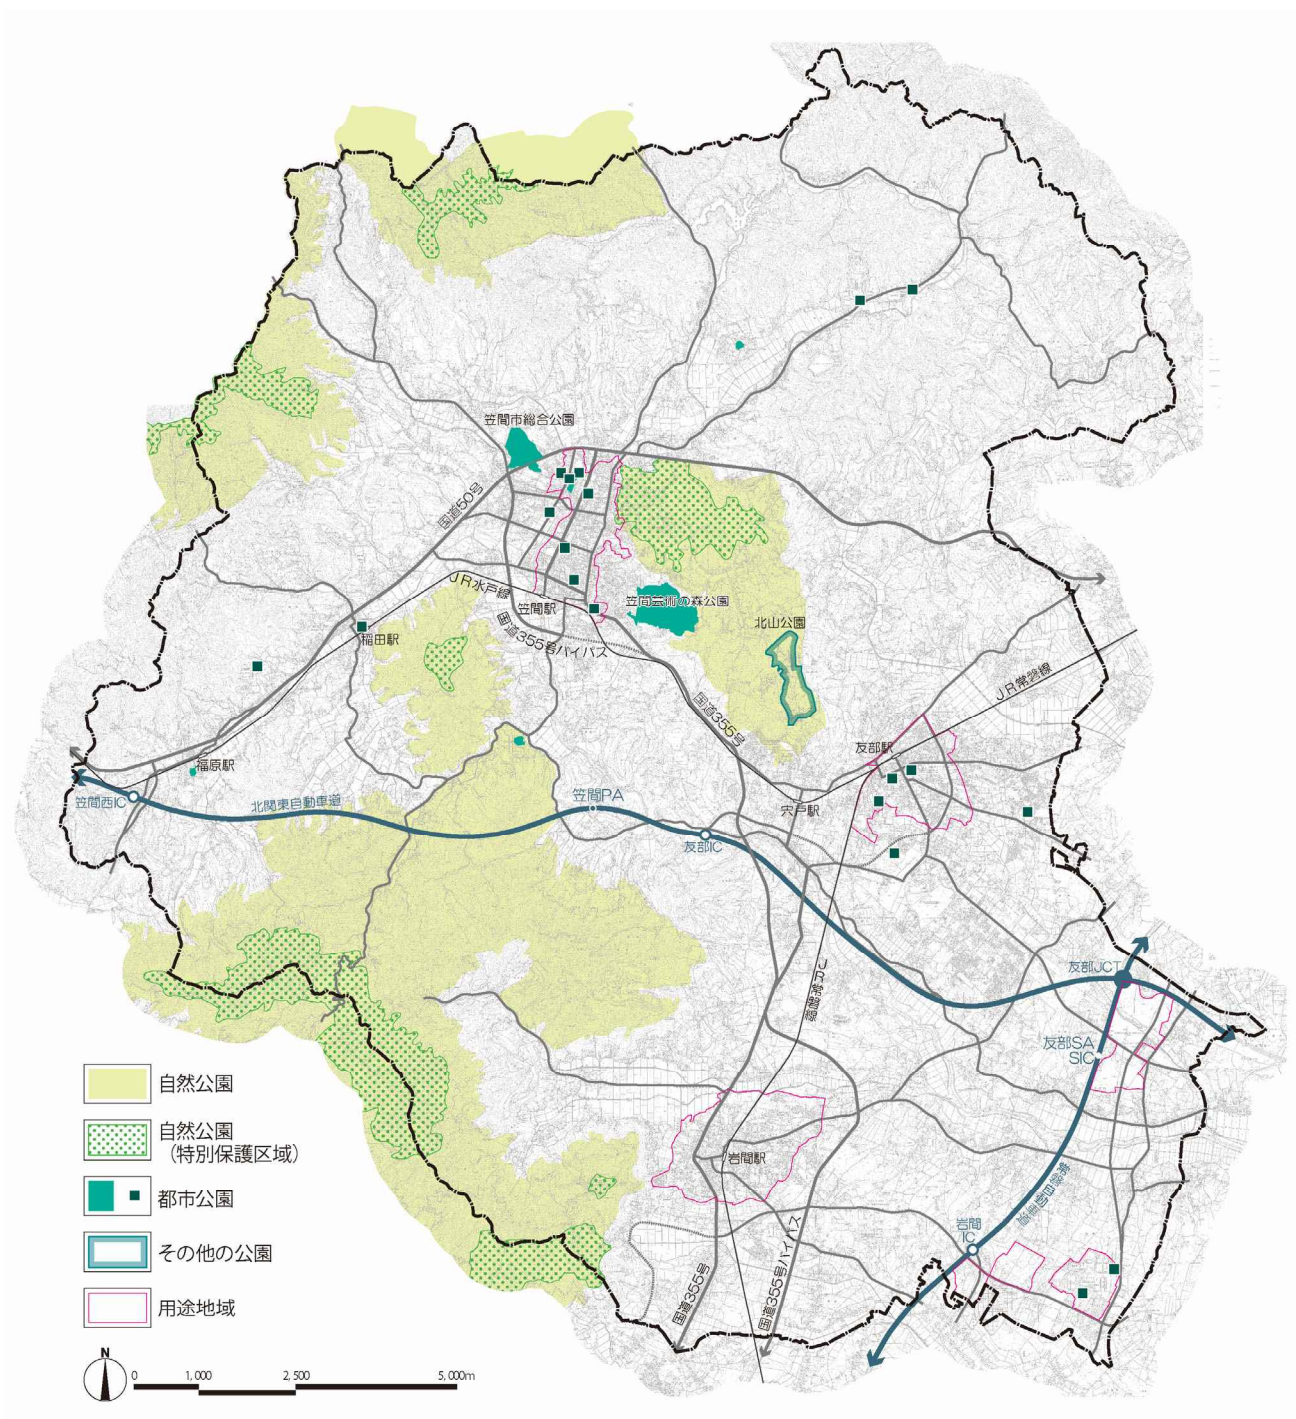 笠間市総合公園
国道50号
JR水戸線
笠間駅
笠間芸術の森公園
国道355号バイパス
北山公園
稲田駅
国道355号
JR常磐線
友部駅
福原駅
笠間西IC
北関東自動車道
笠間PA
宍戸駅
友部IC
JR常磐線
友部JCT
友部SA
SIC
自然公園
自然公園
(特別保護区域)
岩間駅
常磐自動車道
都市公園
岩間
IC
その他の公園
国道355号
国道355号バイパス
用途地域
N
0 1,000 2,500 5,000m